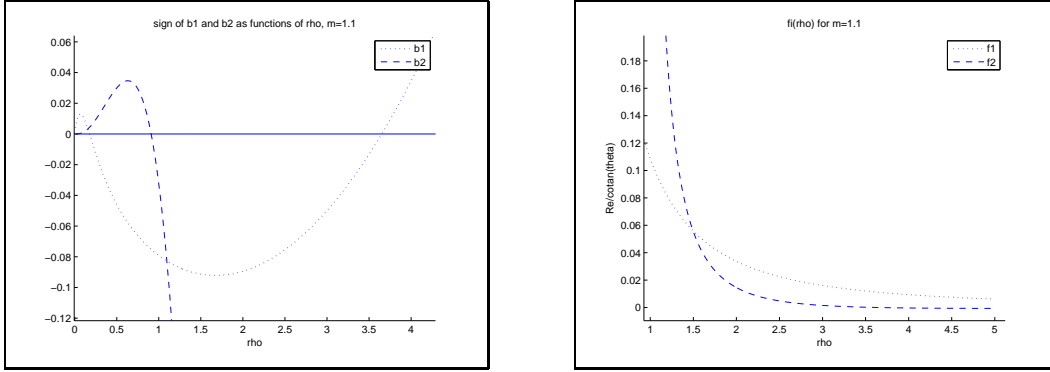 sign of b1 and b2 as functions of rho, m=1.1
0.06
0.04
0.02
0
−0.02
−0.04
−0.06
−0.08
−0.1
−0.12
b1
b2
0 0.5 1 1.5 2 2.5 3 3.5 4
rho
fi(rho) for m=1.1
Re/cotan(theta)
0.18
0.16
0.14
0.12
0.1
0.08
0.06
0.04
0.02
0
f1
f2
1 1.5 2 2.5 3 3.5 4 4.5 5
rho